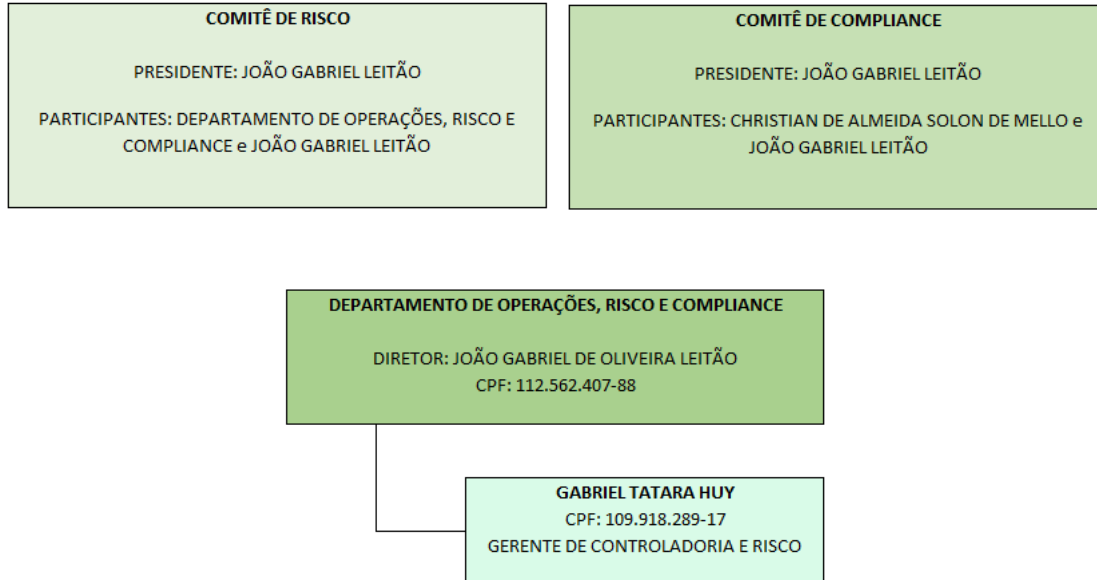 COMITÊ DE RISCO
PRESIDENTE: JOÃO GABRIEL LEITÃO
PARTICIPANTES: DEPARTAMENTO DE OPERAÇÕES, RISCO E
COMPLIANCE e JOÃO GABRIEL LEITÃO
COMITÊ DE COMPLIANCE
PRESIDENTE: JOÃO GABRIEL LEITÃO
PARTICIPANTES: CHRISTIAN DE ALMEIDA SOLON DE MELLO e
JOÃO GABRIEL LEITÃO
DEPARTAMENTO DE OPERAÇÕES, RISCO E COMPLIANCE
DIRETOR: JOÃO GABRIEL DE OLIVEIRA LEITÃO
CPF: 112.562.407-88
GABRIEL TATARA HUY
CPF: 109.918.289-17
GERENTE DE CONTROLADORIA E RISCO